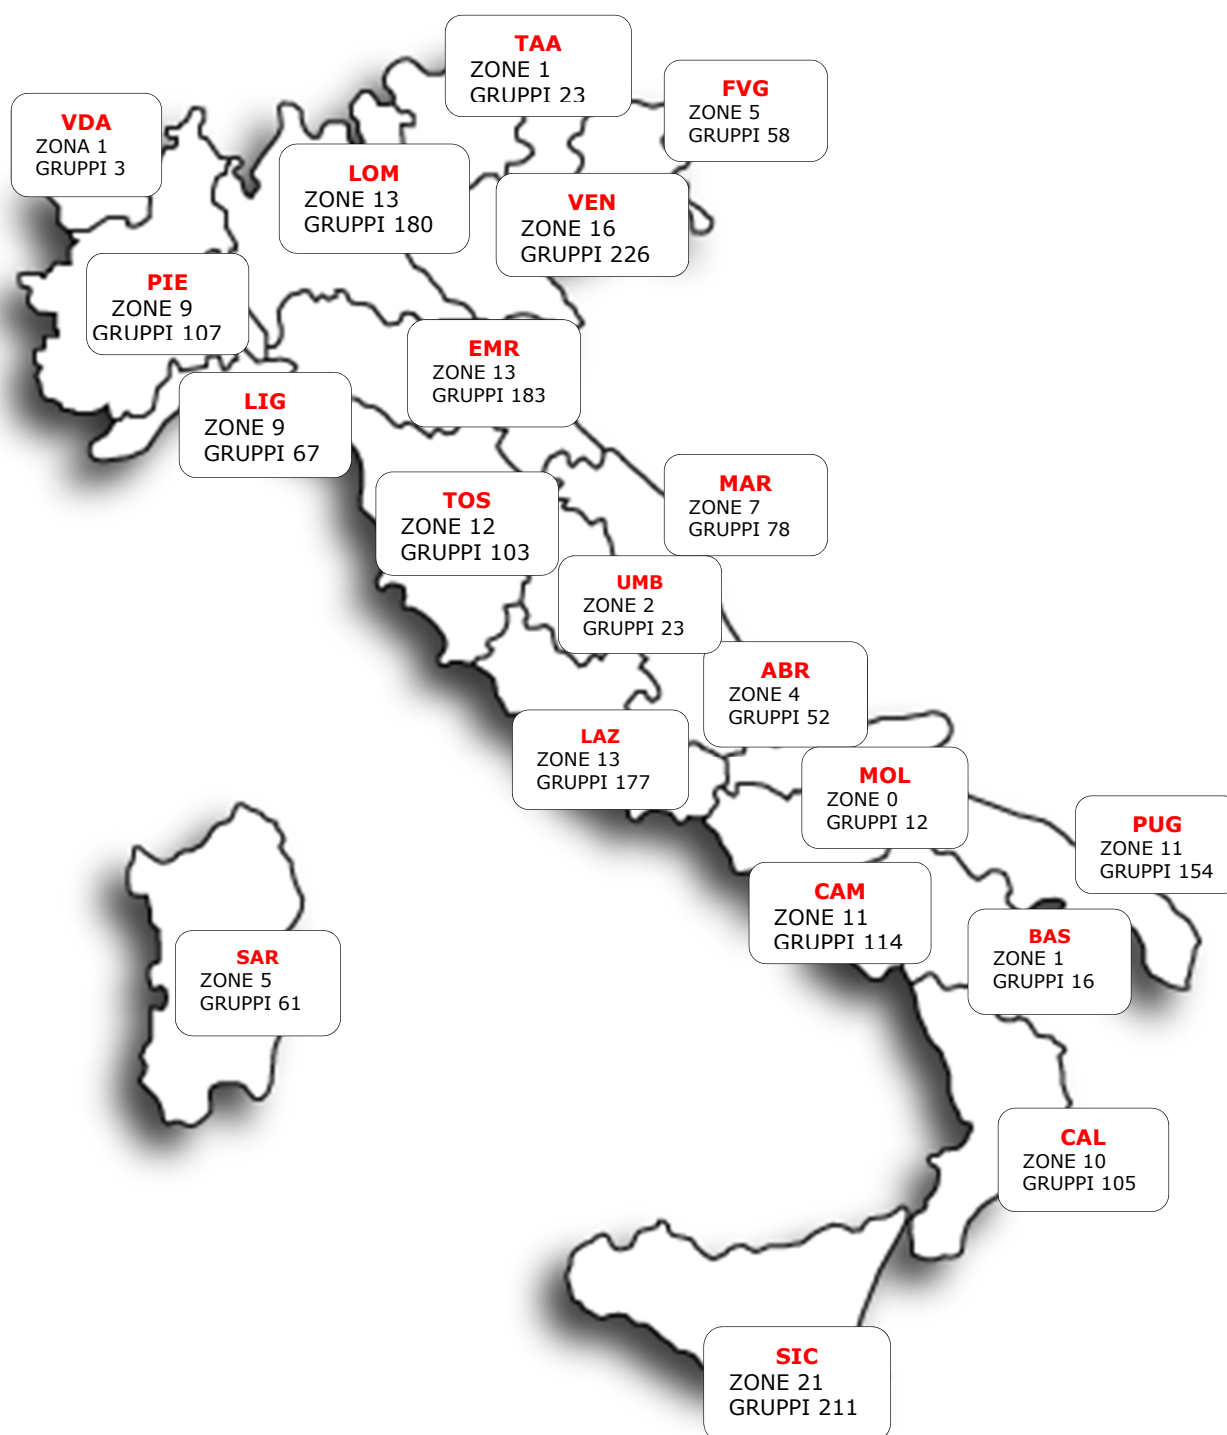 TAA
ZONE 1
GRUPPI 23
FVG
ZONE 5
GRUPPI 58
VDA
ZONA 1
GRUPPI 3
LOM
ZONE 13
GRUPPI 180
VEN
ZONE 16
GRUPPI 226
PIE
ZONE 9
GRUPPI 107
EMR
ZONE 13
GRUPPI 183
LIG
ZONE 9
GRUPPI 67
MAR
ZONE 7
GRUPPI 78
TOS
ZONE 12
GRUPPI 103
UMB
ZONE 2
GRUPPI 23
ABR
ZONE 4
GRUPPI 52
LAZ
ZONE 13
GRUPPI 177
MOL
ZONE 0
GRUPPI 12
PUG
ZONE 11
GRUPPI 154
CAM
ZONE 11
GRUPPI 114
BAS
ZONE 1
GRUPPI 16
SAR
ZONE 5
GRUPPI 61
CAL
ZONE 10
GRUPPI 105
SIC
ZONE 21
GRUPPI 211